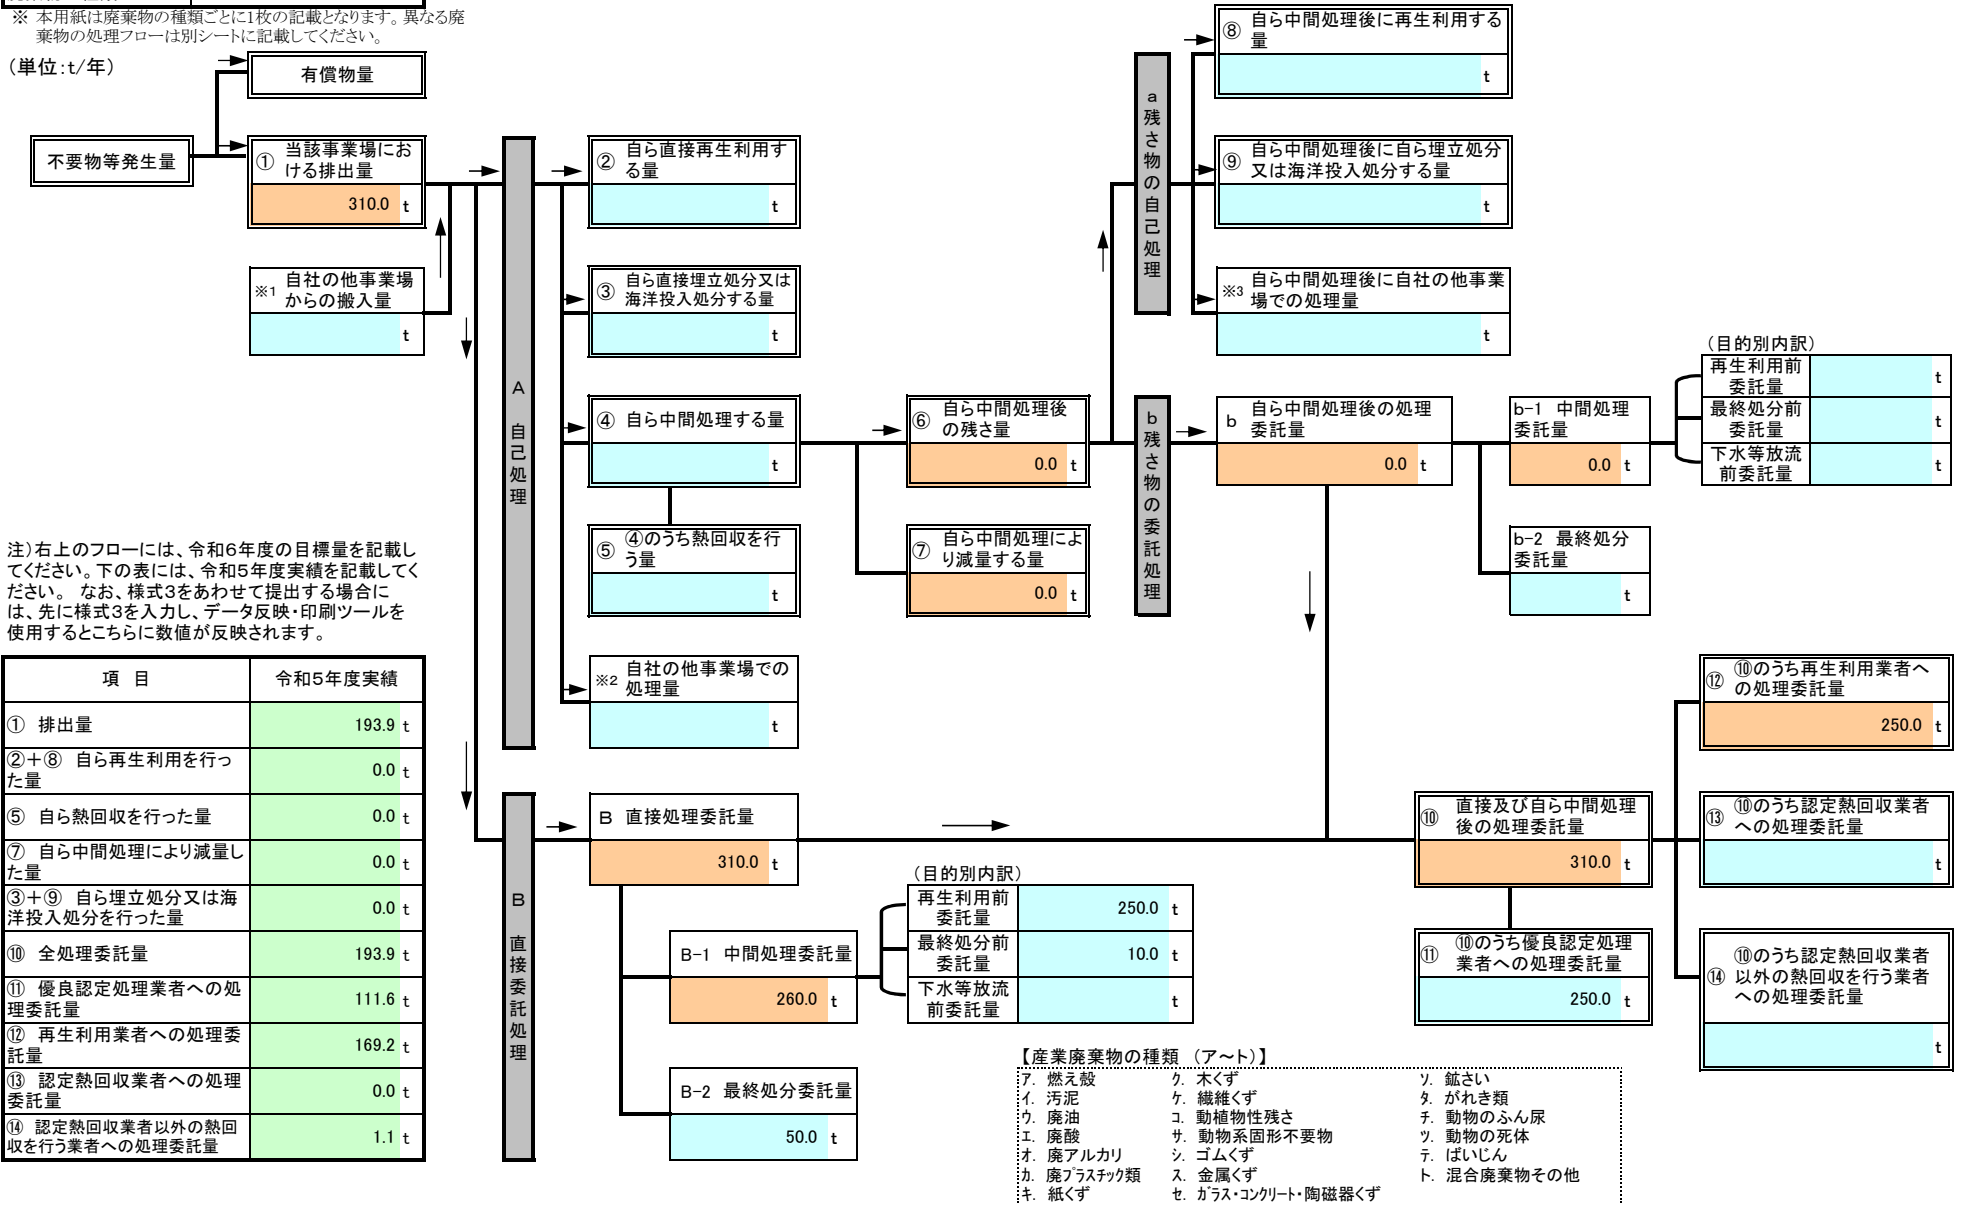 ※ 本用紙は廃棄物の種類ごとに1枚の記載となります。異なる廃
棄物の処理フローは別シートに記載してください。
（単位：t/年）
有償物量
不要物等発生量
① 当該事業場にお
ける排出量
310.0 t
※1 自社の他事業場
からの搬入量
t
A 自己処理
② 自ら直接再生利用す
る量
t
③ 自ら直接埋立処分又は
海洋投入処分する量
t
④ 自ら中間処理する量
t
⑤ ④のうち熱回収を行
う量
t
※2 自社の他事業場での
処理量
t
⑥ 自ら中間処理後
の残さ量
0.0 t
⑦ 自ら中間処理によ
り減量する量
0.0 t
a残さ物の自己処理
⑧ 自ら中間処理後に再生利用する
量
t
⑨ 自ら中間処理後に自ら埋立処分
又は海洋投入処分する量
t
※3 自ら中間処理後に自社の他事業
場での処理量
t
b残さ物の委託処理
b 自ら中間処理後の処理
委託量
0.0 t
b-1 中間処理
委託量
0.0 t
b-2 最終処分
委託量
t
（目的別内訳）
再生利用前
委託量
t
最終処分前
委託量
t
下水等放流
前委託量
t
注）右上のフローには、令和６年度の目標量を記載し
てください。下の表には、令和５年度実績を記載してく
ださい。 なお、様式３をあわせて提出する場合に
は、先に様式３を入力し、データ反映・印刷ツールを
使用するとこちらに数値が反映されます。
項 目 令和５年度実績
① 排出量 193.9 t
②＋⑧ 自ら再生利用を行っ
た量 0.0 t
⑤ 自ら熱回収を行った量 0.0 t
⑦ 自ら中間処理により減量し
た量 0.0 t
③＋⑨ 自ら埋立処分又は海
洋投入処分を行った量 0.0 t
⑩ 全処理委託量 193.9 t
⑪ 優良認定処理業者への処
理委託量 111.6 t
⑫ 再生利用業者への処理委
託量 169.2 t
⑬ 認定熱回収業者への処理
委託量 0.0 t
⑭ 認定熱回収業者以外の熱回
収を行う業者への処理委託量 1.1 t
B 直接委託処理
B 直接処理委託量
310.0 t
B-1 中間処理委託量
260.0 t
B-2 最終処分委託量
50.0 t
（目的別内訳）
再生利用前
委託量
250.0 t
最終処分前
委託量
10.0 t
下水等放流
前委託量
t
⑩ 直接及び自ら中間処理
後の処理委託量
310.0 t
⑪ ⑩のうち優良認定処理
業者への処理委託量
250.0 t
⑫ ⑩のうち再生利用業者へ
の処理委託量
250.0 t
⑬ ⑩のうち認定熱回収業者
への処理委託量
t
⑭ ⑩のうち認定熱回収業者
以外の熱回収を行う業者
への処理委託量
t
【産業廃棄物の種類 （ア～ト）】
ア. 燃え殻
イ. 汚泥
ウ. 廃油
エ. 廃酸
オ. 廃アルカリ
カ. 廃プラスチック類
キ. 紙くず
ク. 木くず
ケ. 繊維くず
コ. 動植物性残さ
サ. 動物系固形不要物
シ. ゴムくず
ス. 金属くず
セ. ガラス・コンクリート・陶磁器くず
ソ. 鉱さい
タ. がれき類
チ. 動物のふん尿
ツ. 動物の死体
テ. ばいじん
ト. 混合廃棄物その他